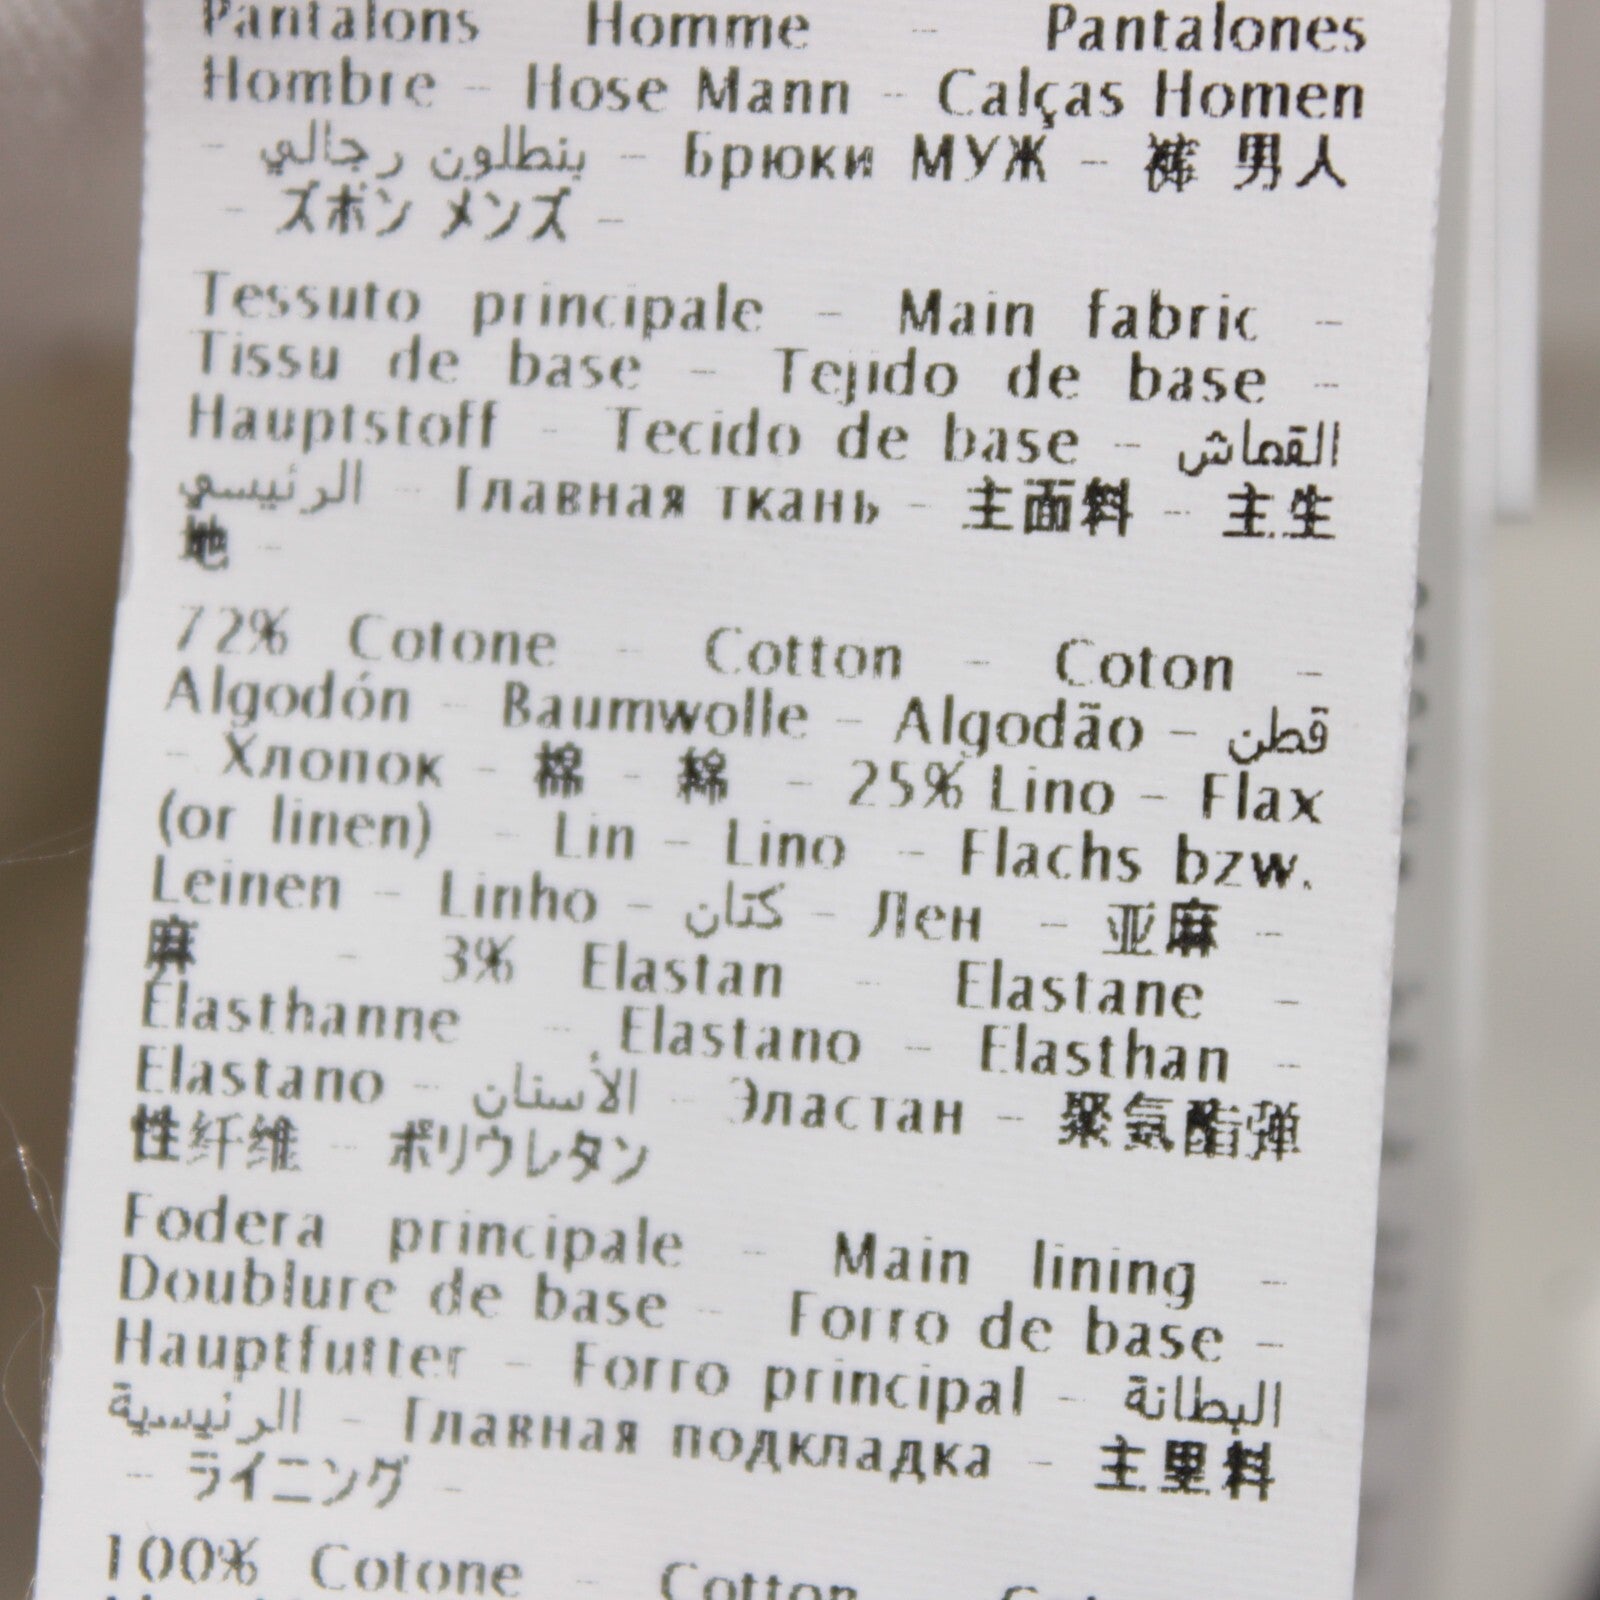 Pantalons Homme - Pantalones
Hombre - Hose Mann - Calças Homen
- بنطلون رجالي - Брюки МУЖ - 裤 男人
- ズボン メンズ -
Tessuto principale - Main fabric -
Tissu de base - Tejido de base -
Hauptstoff - Tecido de base - القماش
الرئيسي - Главная ткань - 主面料 - 主生
地 -
72% Cotone - Cotton - Coton -
Algodón - Baumwolle - Algodão - قطن
- Хлопок - 棉 - 綿 - 25% Lino - Flax
(or linen) - Lin - Lino - Flachs bzw.
Leinen - Linho - كتان - Лен - 亚麻 -
麻 - 3% Elastan - Elastane -
Élasthanne - Elastano - Elasthan -
Elastano - الأستان - Эластан - 聚氨酯弹
性纤维 - ポリウレタン
Fodera principale - Main lining -
Doublure de base - Forro de base -
Hauptfutter - Forro principal - البطانة
الرئيسية - Главная подкладка - 主里料
- ライニング -
100% Cotone - Cotton -